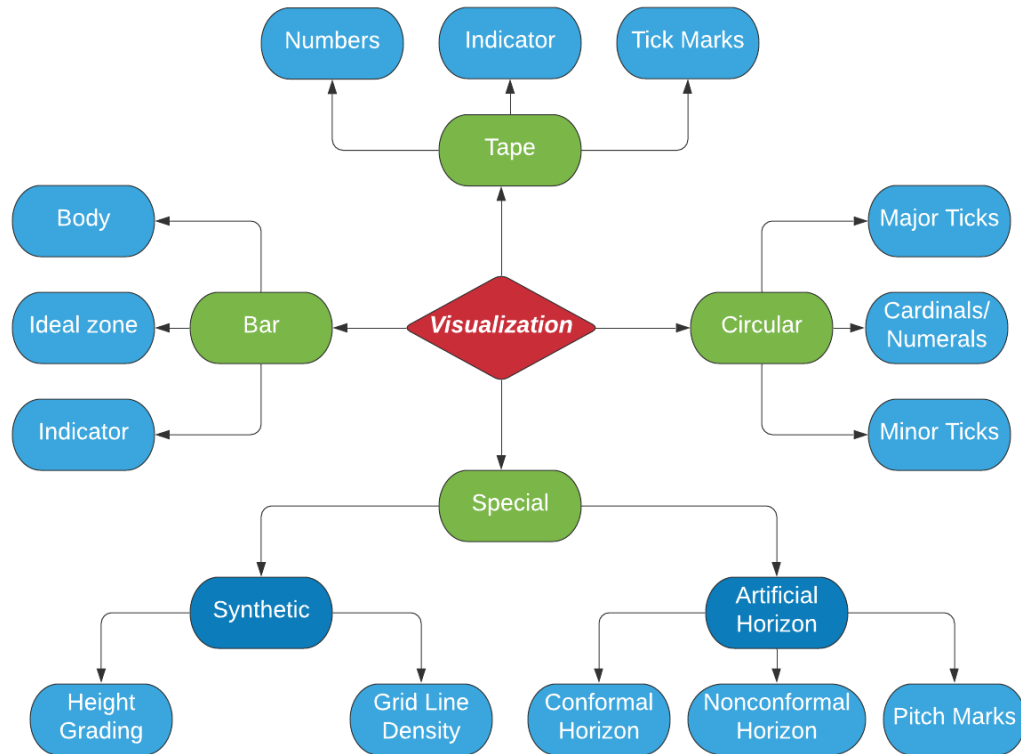 Numbers
Indicator
Tick Marks
Tape
Body
Major Ticks
Ideal zone
Bar
Visualization
Circular
Cardinals/
Numerals
Indicator
Minor Ticks
Special
Synthetic
Artificial
Horizon
Height
Grading
Grid Line
Density
Conformal
Horizon
Nonconformal
Horizon
Pitch Marks